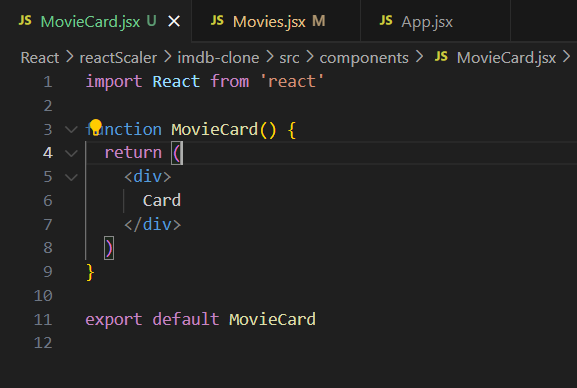 JS MovieCard.jsx U JS Movies.jsx M JS App.jsx
React > reactScaler > imdb-clone > src > components > JS MovieCard.jsx >
1 import React from 'react'
2
3 function MovieCard() {
4 return (
5 <div>
6 Card
7 </div>
8 )
9 }
10
11 export default MovieCard
12